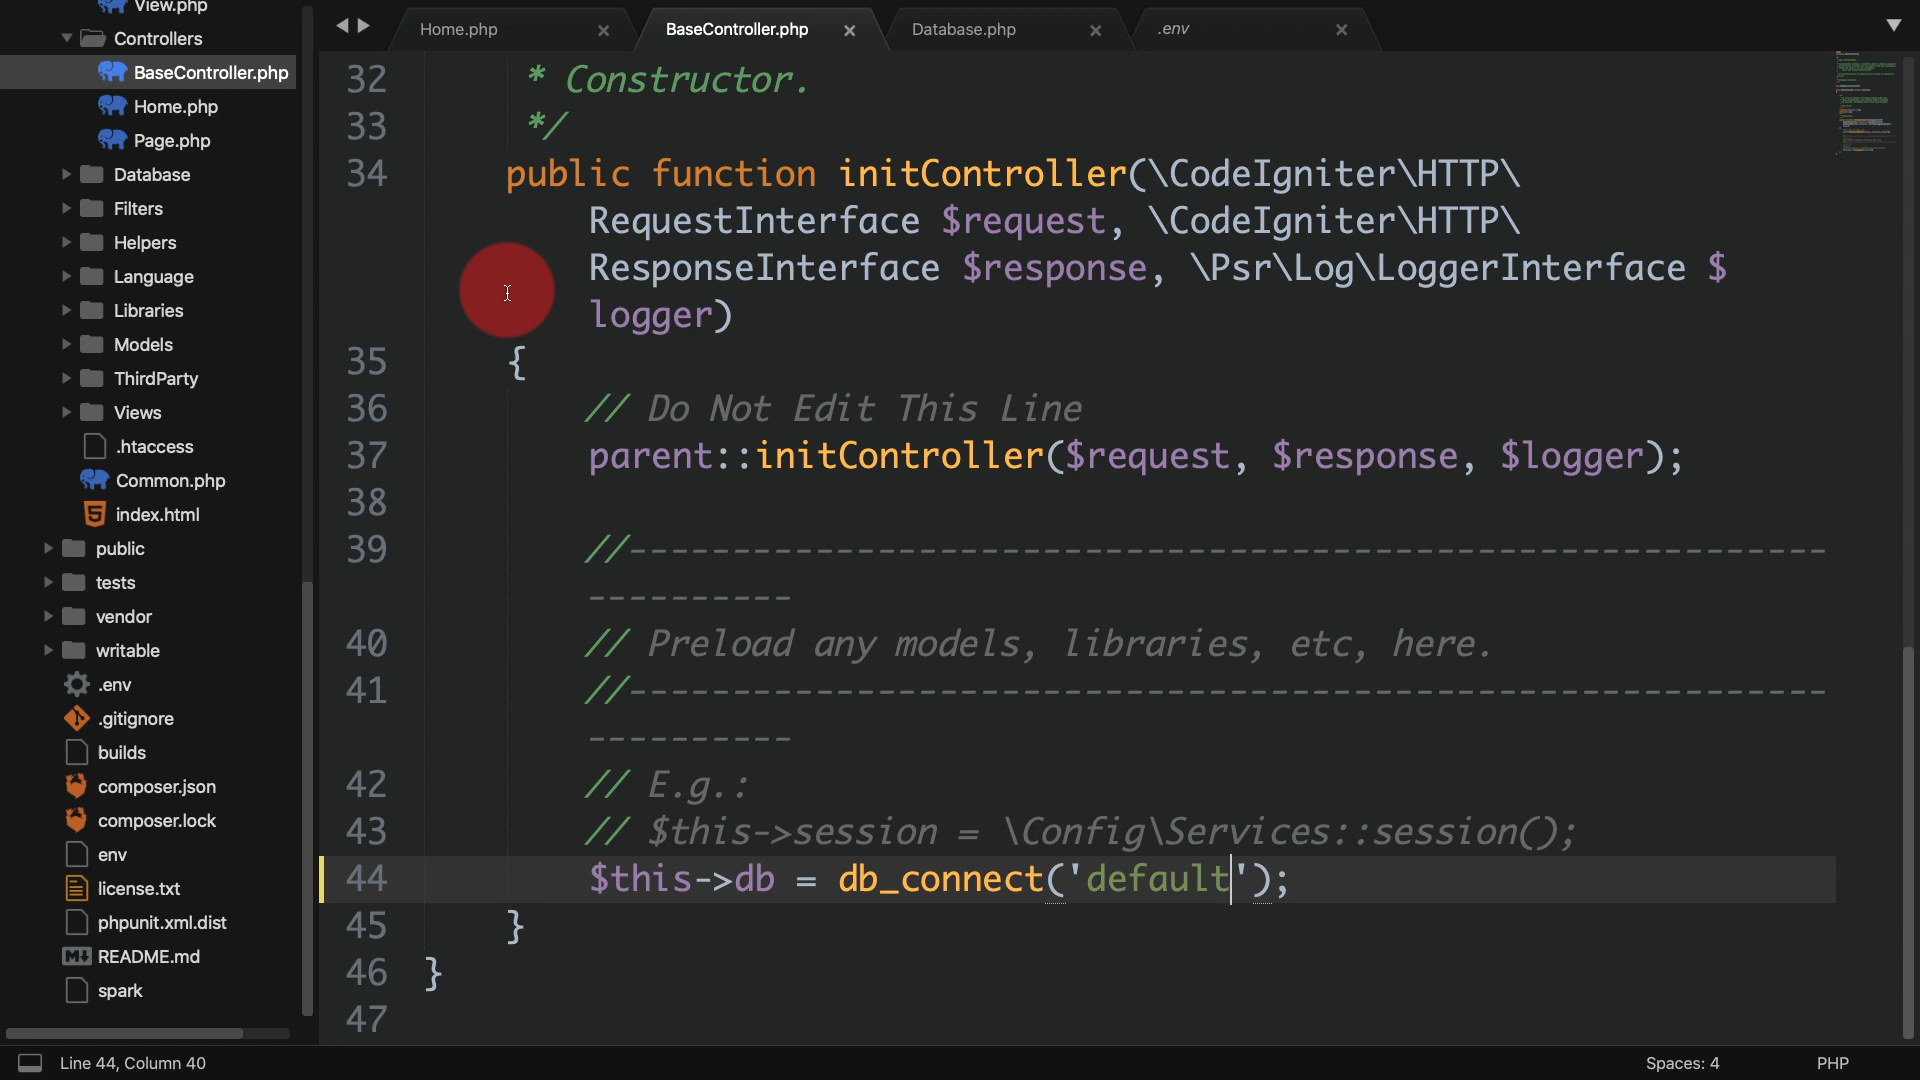 View.php
Controllers
BaseController.php
Home.php
Page.php
Database
Filters
Helpers
Language
Libraries
Models
ThirdParty
Views
.htaccess
Common.php
index.html
public
tests
vendor
writable
.env
.gitignore
builds
composer.json
composer.lock
env
license.txt
phpunit.xml.dist
README.md
spark
Home.php
BaseController.php
Database.php
.env
32 * Constructor.
33 */
34 public function initController(\CodeIgniter\HTTP\
RequestInterface $request, \CodeIgniter\HTTP\
ResponseInterface $response, \Psr\Log\LoggerInterface $
logger)
35 {
36 // Do Not Edit This Line
37 parent::initController($request, $response, $logger);
38
39 //----------------------------------------------------------
----------
40 // Preload any models, libraries, etc, here.
41 //----------------------------------------------------------
----------
42 // E.g.:
43 // $this->session = \Config\Services::session();
44 $this->db = db_connect('default');
45 }
46 }
47
Line 44, Column 40
Spaces: 4
PHP